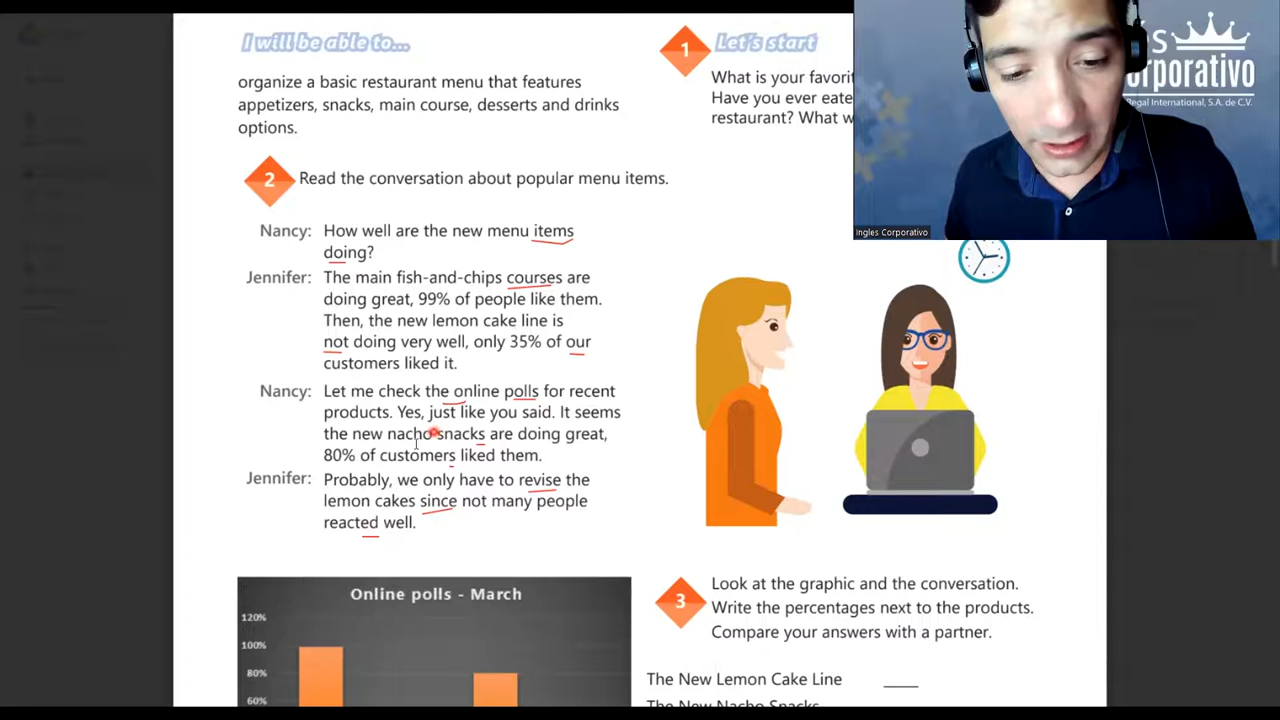 I will be able to...
organize a basic restaurant menu that features
appetizers, snacks, main course, desserts and drinks
options.
1
Let's start
What is your favorit
Have you ever eate
restaurant? What w
s
orporativo
Regal International, S.A. de C.V.
Ingles Corporativo
2
Read the conversation about popular menu items.
Nancy: How well are the new menu items
doing?
Jennifer: The main fish-and-chips courses are
doing great, 99% of people like them.
Then, the new lemon cake line is
not doing very well, only 35% of our
customers liked it.
Nancy: Let me check the online polls for recent
products. Yes, just like you said. It seems
the new nacho snacks are doing great,
80% of customers liked them.
Jennifer: Probably, we only have to revise the
lemon cakes since not many people
reacted well.
Online polls - March
120%
100%
80%
60%
3
Look at the graphic and the conversation.
Write the percentages next to the products.
Compare your answers with a partner.
The New Lemon Cake Line
The New Nacho Snacks